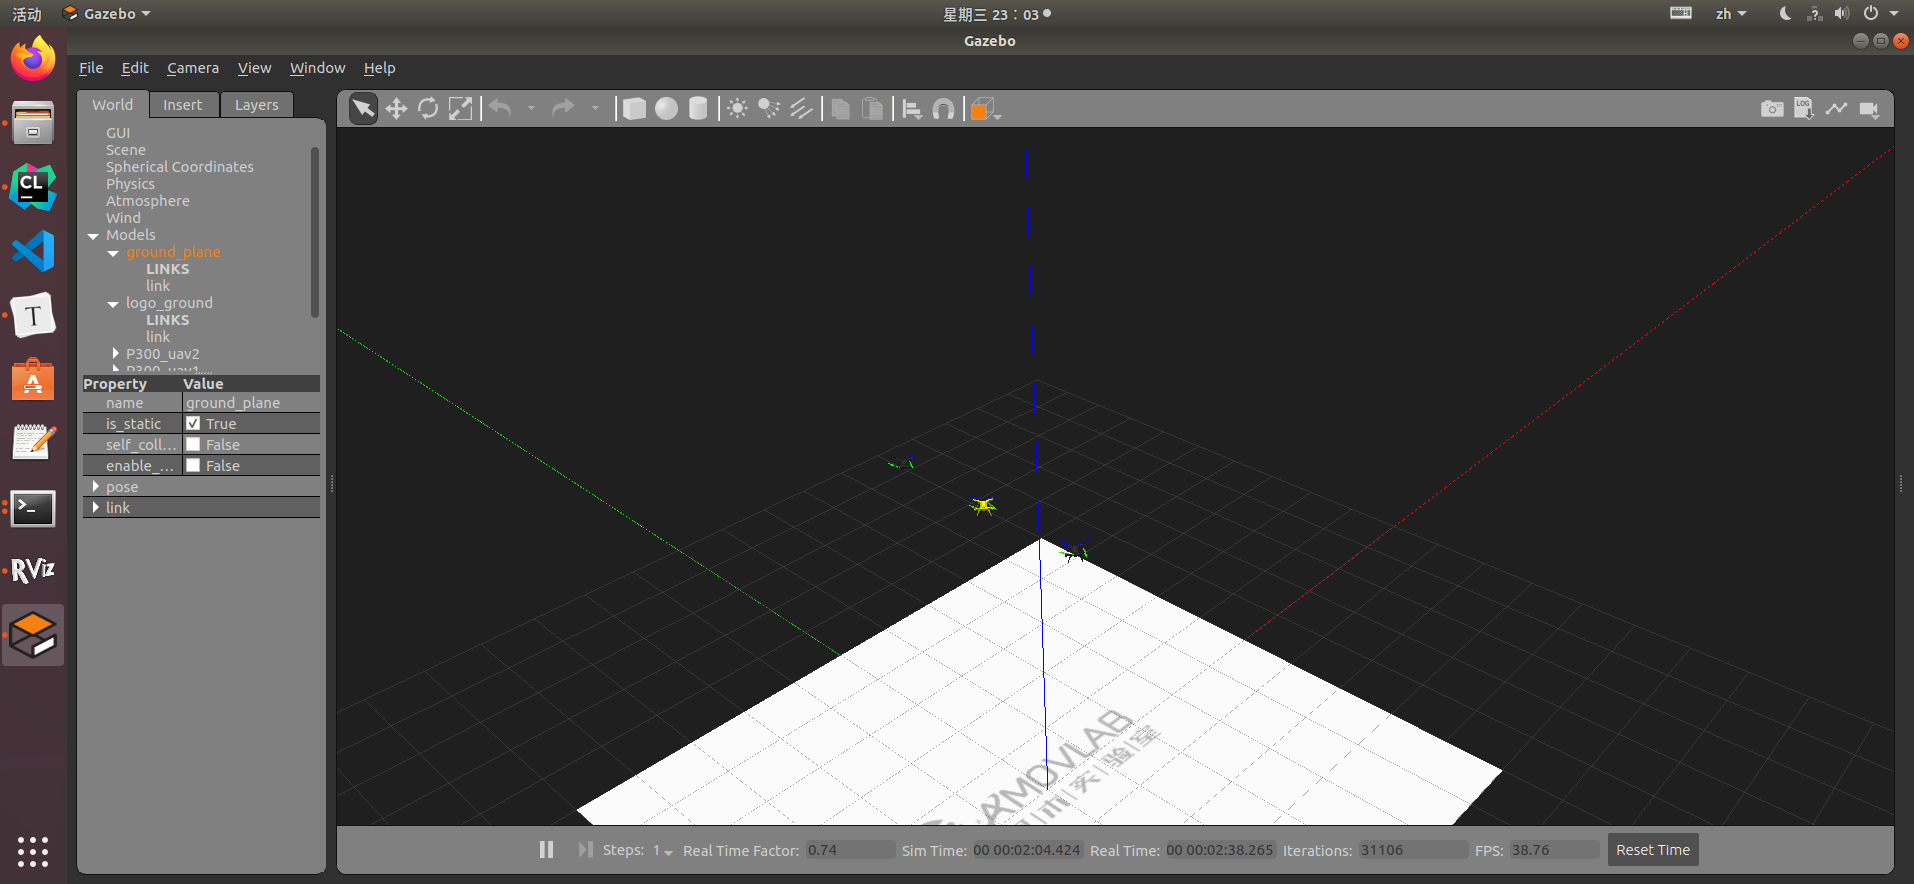 活动
Gazebo
星期三 23：03
zh
Gazebo
File Edit Camera View Window Help
World Insert Layers
GUI
Scene
Spherical Coordinates
Physics
Atmosphere
Wind
Models
ground_plane
LINKS
link
logo_ground
LINKS
link
P300_uav2
P300_uav1
Property Value
name ground_plane
is_static True
self_coll... False
enable_... False
pose
link
CL
T
A
RViz
LOG
AMOVLAB
实|验|室
Steps: 1
Real Time Factor: 0.74
Sim Time: 00 00:02:04.424
Real Time: 00 00:02:38.265
Iterations: 31106
FPS: 38.76
Reset Time